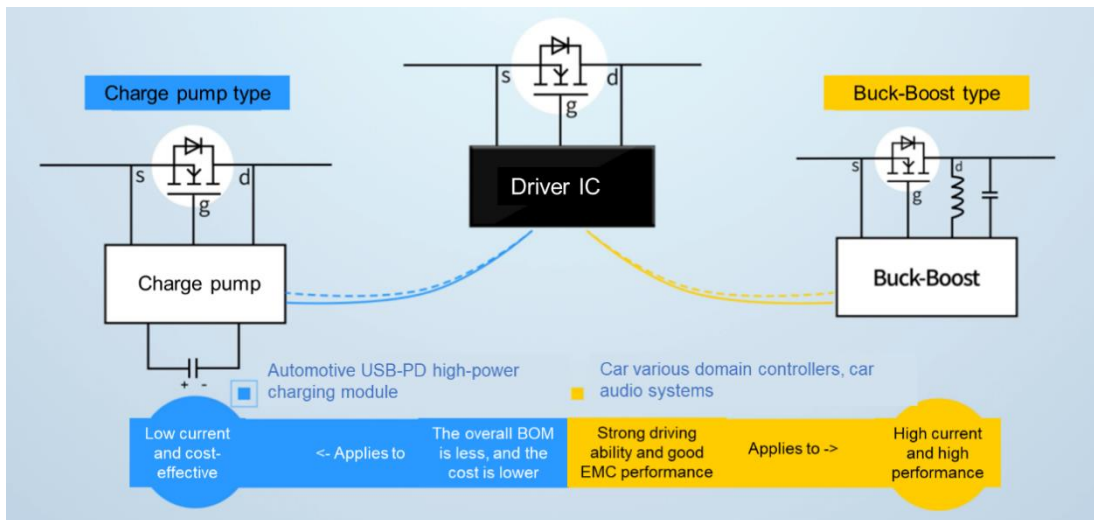 s
d
g
Driver IC
Charge pump type
s
d
g
Charge pump
+ -
Buck-Boost type
s
d
g
Buck-Boost
Automotive USB-PD high-power
charging module
Car various domain controllers, car
audio systems
Low current
and cost-
effective
<- Applies to
The overall BOM
is less, and the
cost is lower
Strong driving
ability and good
EMC performance
Applies to ->
High current
and high
performance